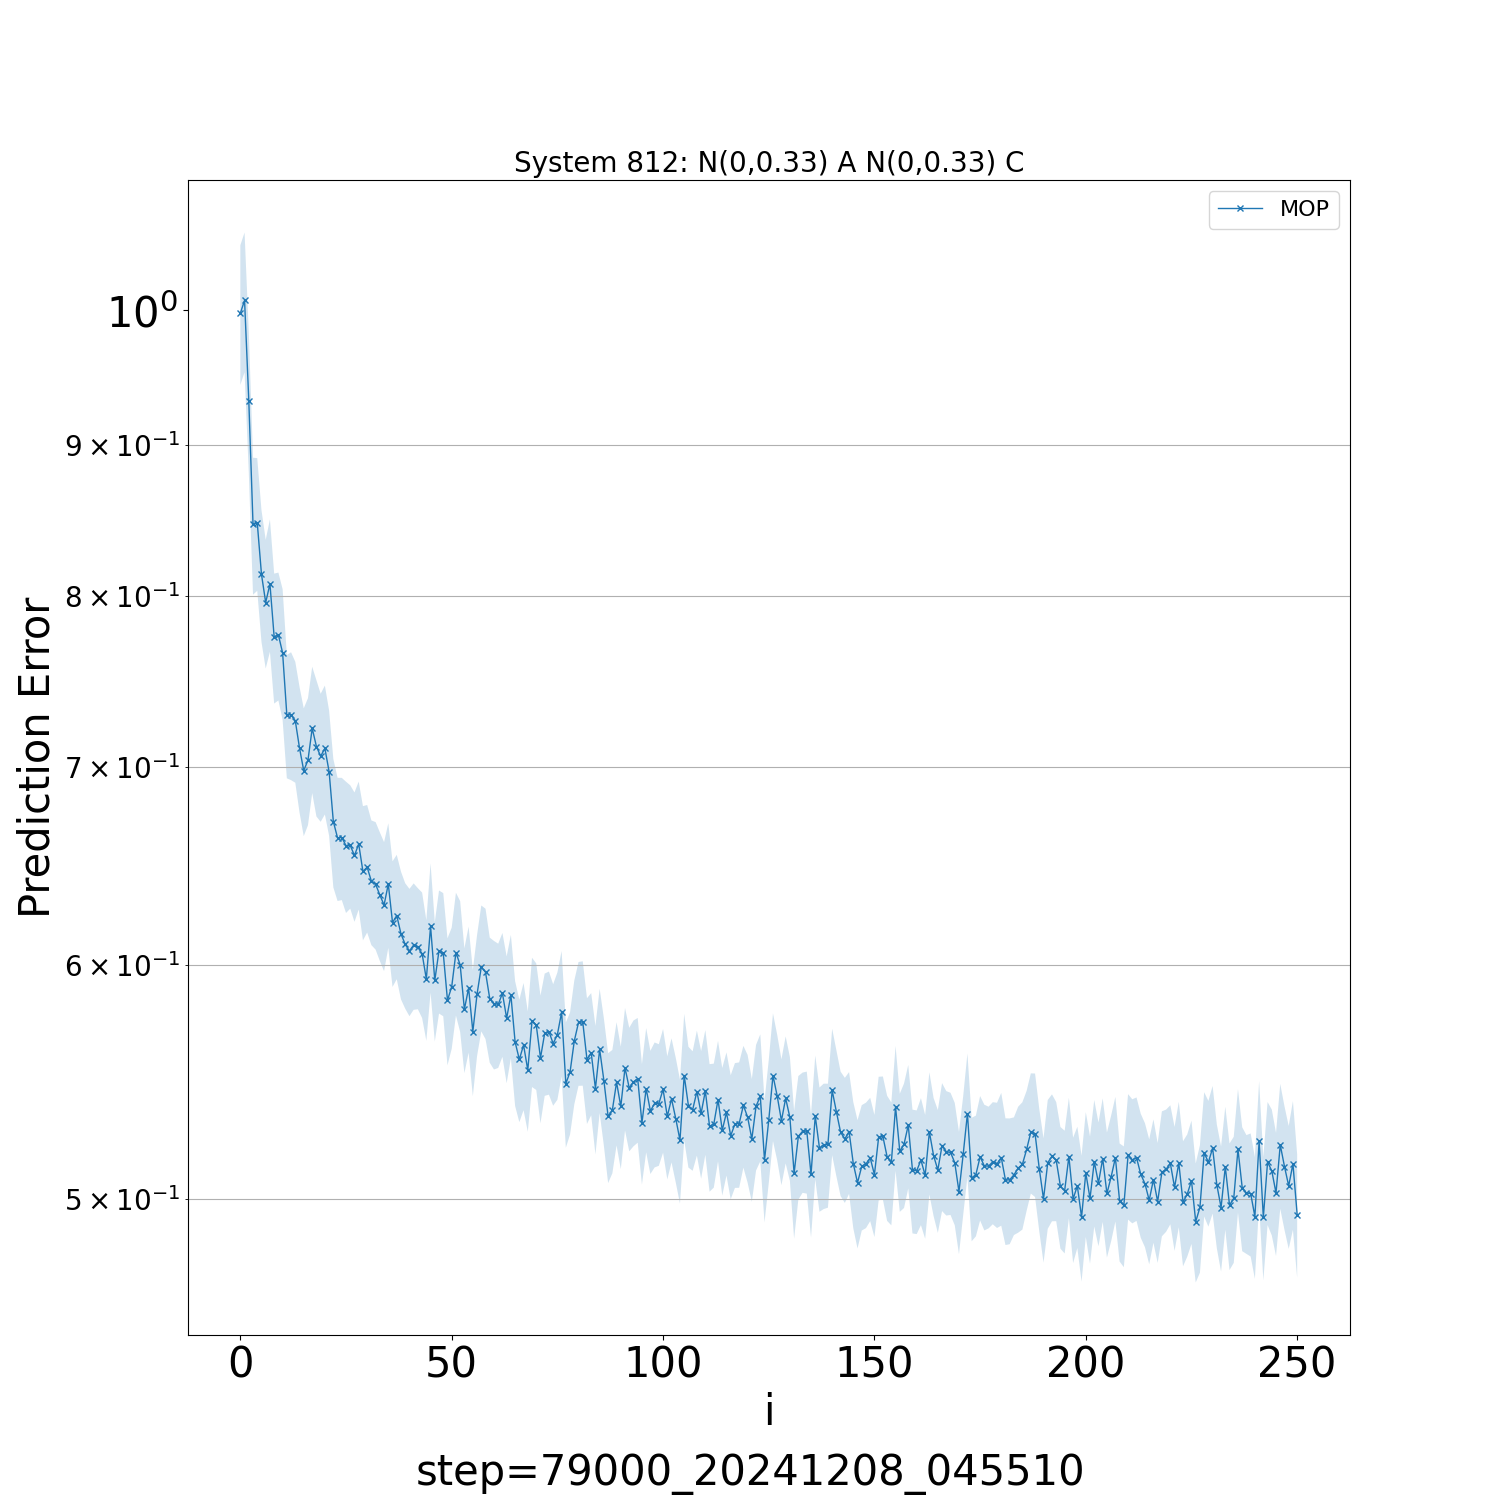 System 812: N(0,0.33) A N(0,0.33) C
MOP
10⁰
9 × 10⁻¹
8 × 10⁻¹
7 × 10⁻¹
6 × 10⁻¹
5 × 10⁻¹
Prediction Error
0 50 100 150 200 250
i
step=79000_20241208_045510